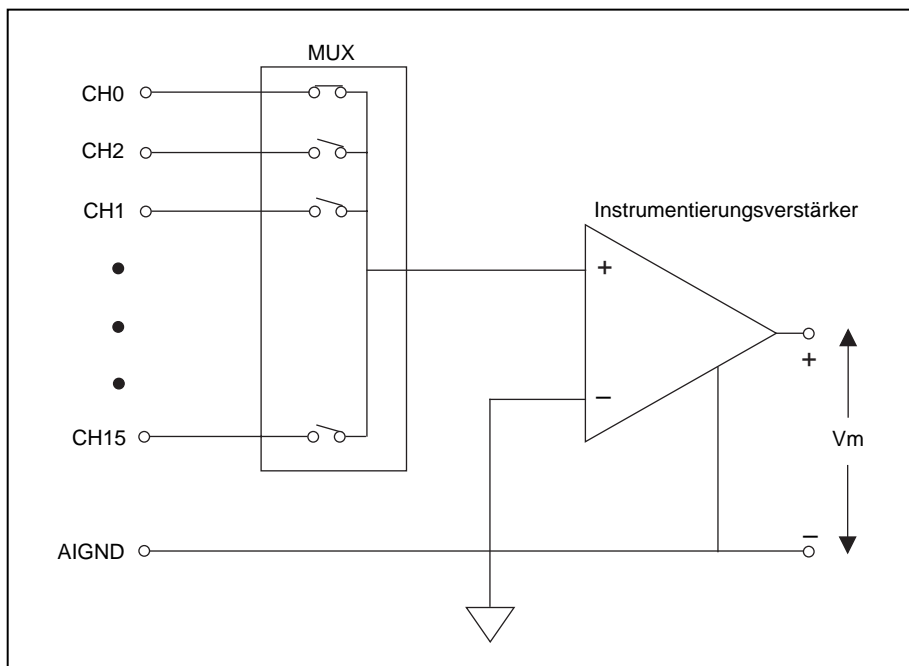 MUX
CH0
CH2
CH1
Instrumentierungsverstärker
+
−
+
CH15
Vm
AIGND
−